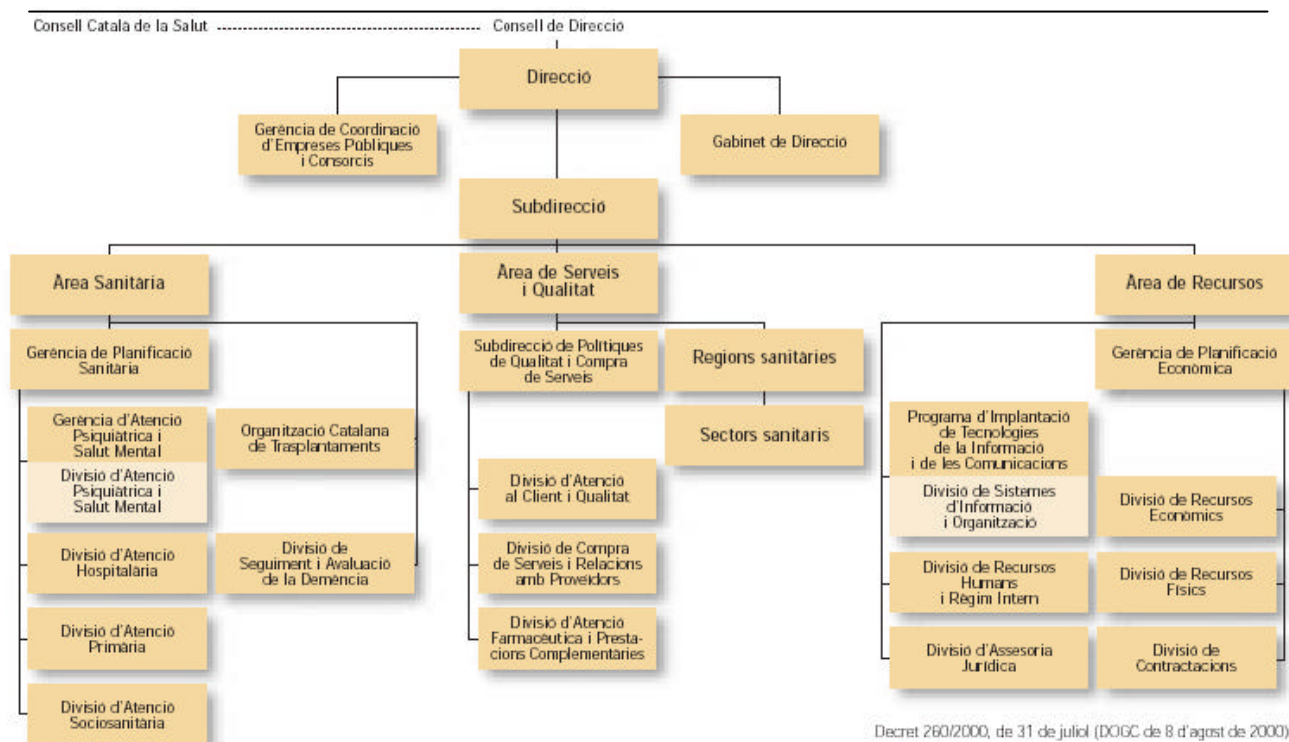 Consell Català de la Salut
Consell de Direcció
Direcció
Gerència de Coordinació
d'Empreses Públiques
i Consorcis
Gabinet de Direcció
Subdirecció
Àrea Sanitària
Àrea de Serveis
i Qualitat
Àrea de Recursos
Gerència de Planificació
Sanitària
Subdirecció de Polítiques
de Qualitat i Compra
de Serveis
Regions sanitàries
Gerència de Planificació
Econòmica
Gerència d'Atenció
Psiquiàtrica i
Salut Mental
Divisió d'Atenció
Psiquiàtrica i
Salut Mental
Organització Catalana
de Trasplantaments
Sectors sanitaris
Programa d'Implantació
de Tecnologies
de la Informació
i de les Comunicacions
Divisió de Sistemes
d'Informació
i Organització
Divisió d'Atenció
al Client i Qualitat
Divisió de Recursos
Econòmics
Divisió d'Atenció
Hospitalària
Divisió de
Seguiment i Avaluació
de la Demència
Divisió de Compra
de Serveis i Relacions
amb Proveïdors
Divisió de Recursos
Humans
i Règim Intern
Divisió de Recursos
Físics
Divisió d'Atenció
Primària
Divisió d'Atenció
Farmacèutica i Presta-
cions Complementàries
Divisió d'Assesoria
Jurídica
Divisió de
Contractacions
Divisió d'Atenció
Sociosanitària
Decret 260/2000, de 31 de juliol (DOGC de 8 d'agost de 2000)